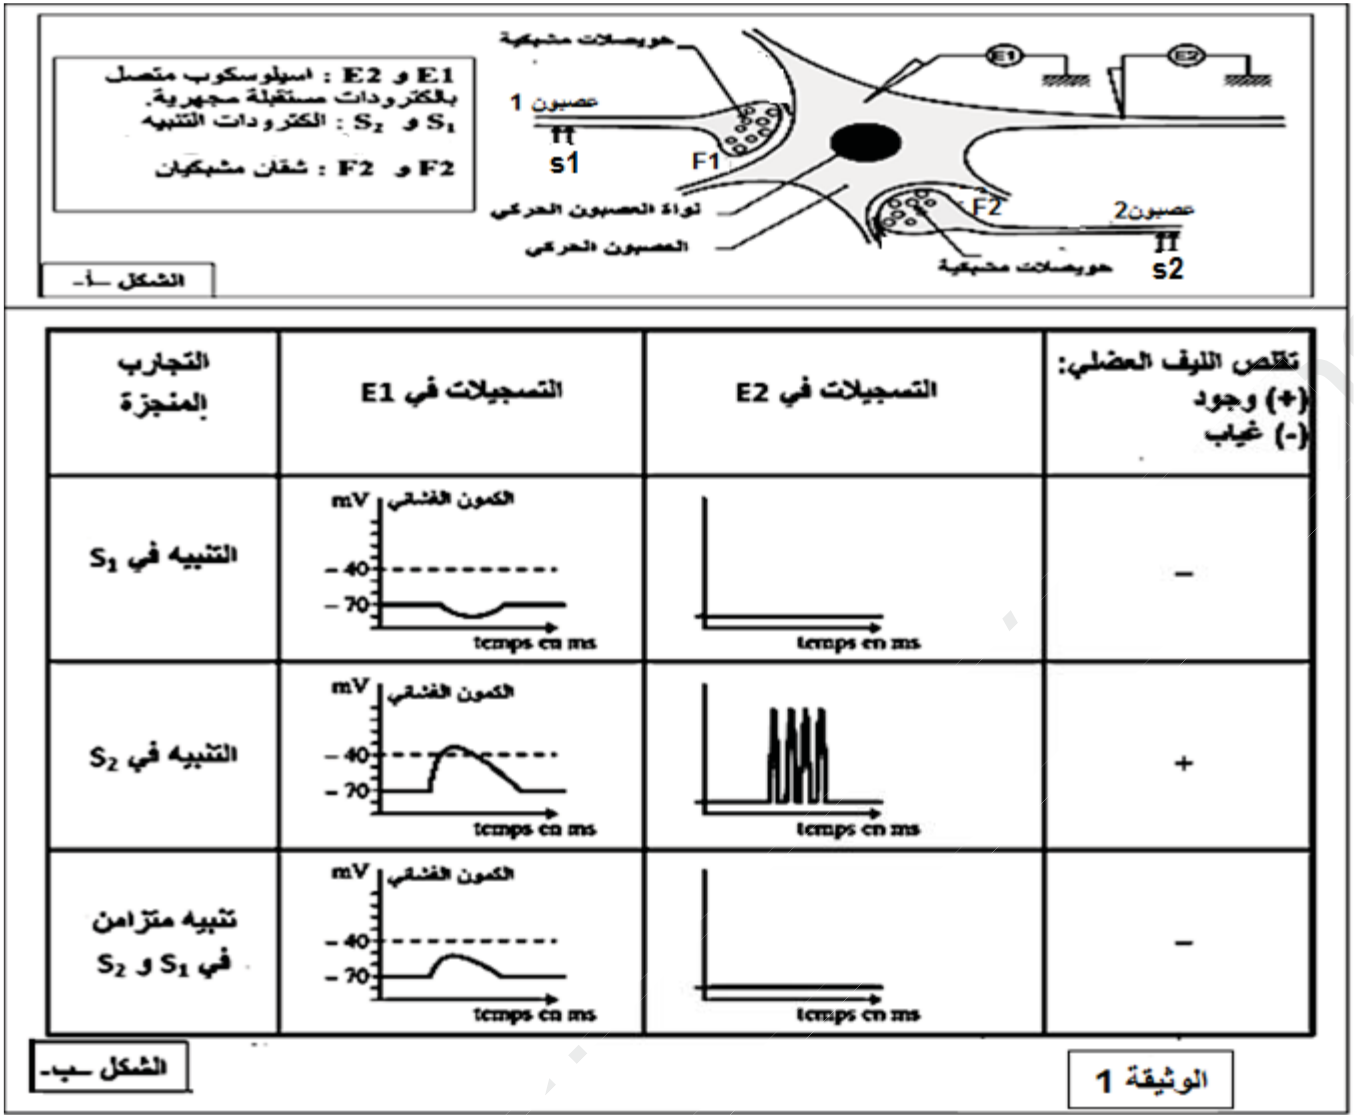 E1 و E2 : اسيلوسكوب متصل
بالكترودات مستقبلة مجهرية.
S₁ و S₂ : الكترودات التنبيه
F2 و F2 : شقان مشبكيان
هويصلات مشبكية
عصبون 1
s1
F1
E1
E2
نواة العصبون الحركي
العصبون الحركي
F2
عصبون2
s2
هويصلات مشبكية
الشكل –أ-
التجارب المنجزة
التسجيلات في E1
التسجيلات في E2
تقلص الليف العضلي:
(+) وجود
(-) غياب
التنبيه في S₁
mV
الكمون الغشائي
– 40
– 70
temps en ms
temps en ms
–
التنبيه في S₂
mV
الكمون الغشائي
– 40
– 70
temps en ms
temps en ms
+
تنبيه متزامن
في S₁ و S₂
mV
الكمون الغشائي
– 40
– 70
temps en ms
temps en ms
–
الشكل –ب-
الوثيقة 1